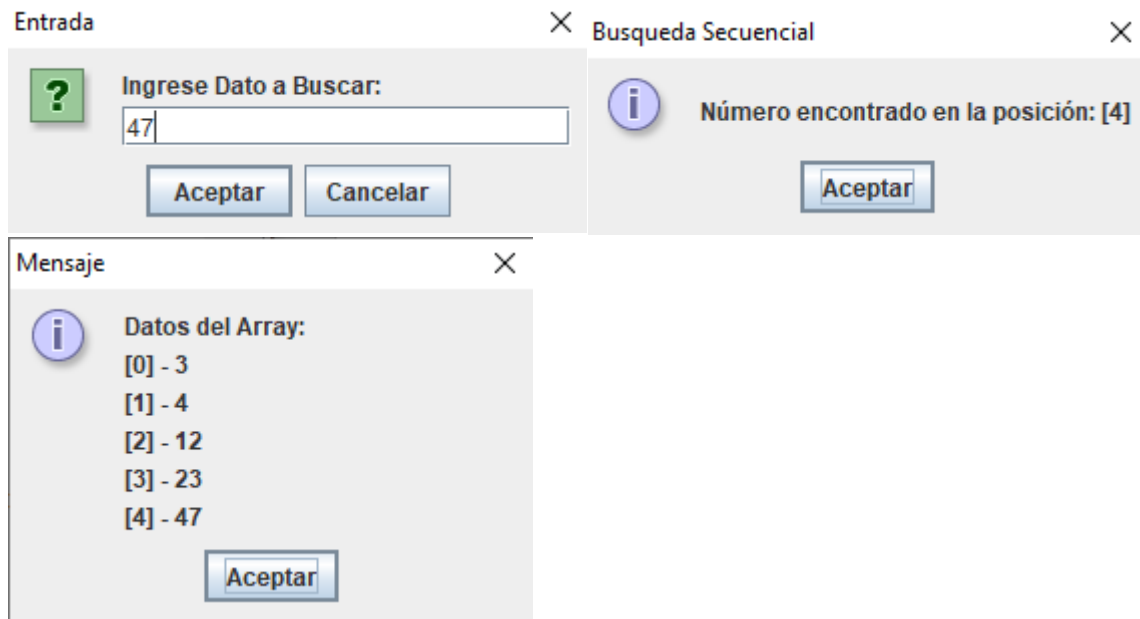 Entrada
Ingrese Dato a Buscar:
47
Aceptar Cancelar
Busqueda Secuencial
Número encontrado en la posición: [4]
Aceptar
Mensaje
Datos del Array:
[0] - 3
[1] - 4
[2] - 12
[3] - 23
[4] - 47
Aceptar